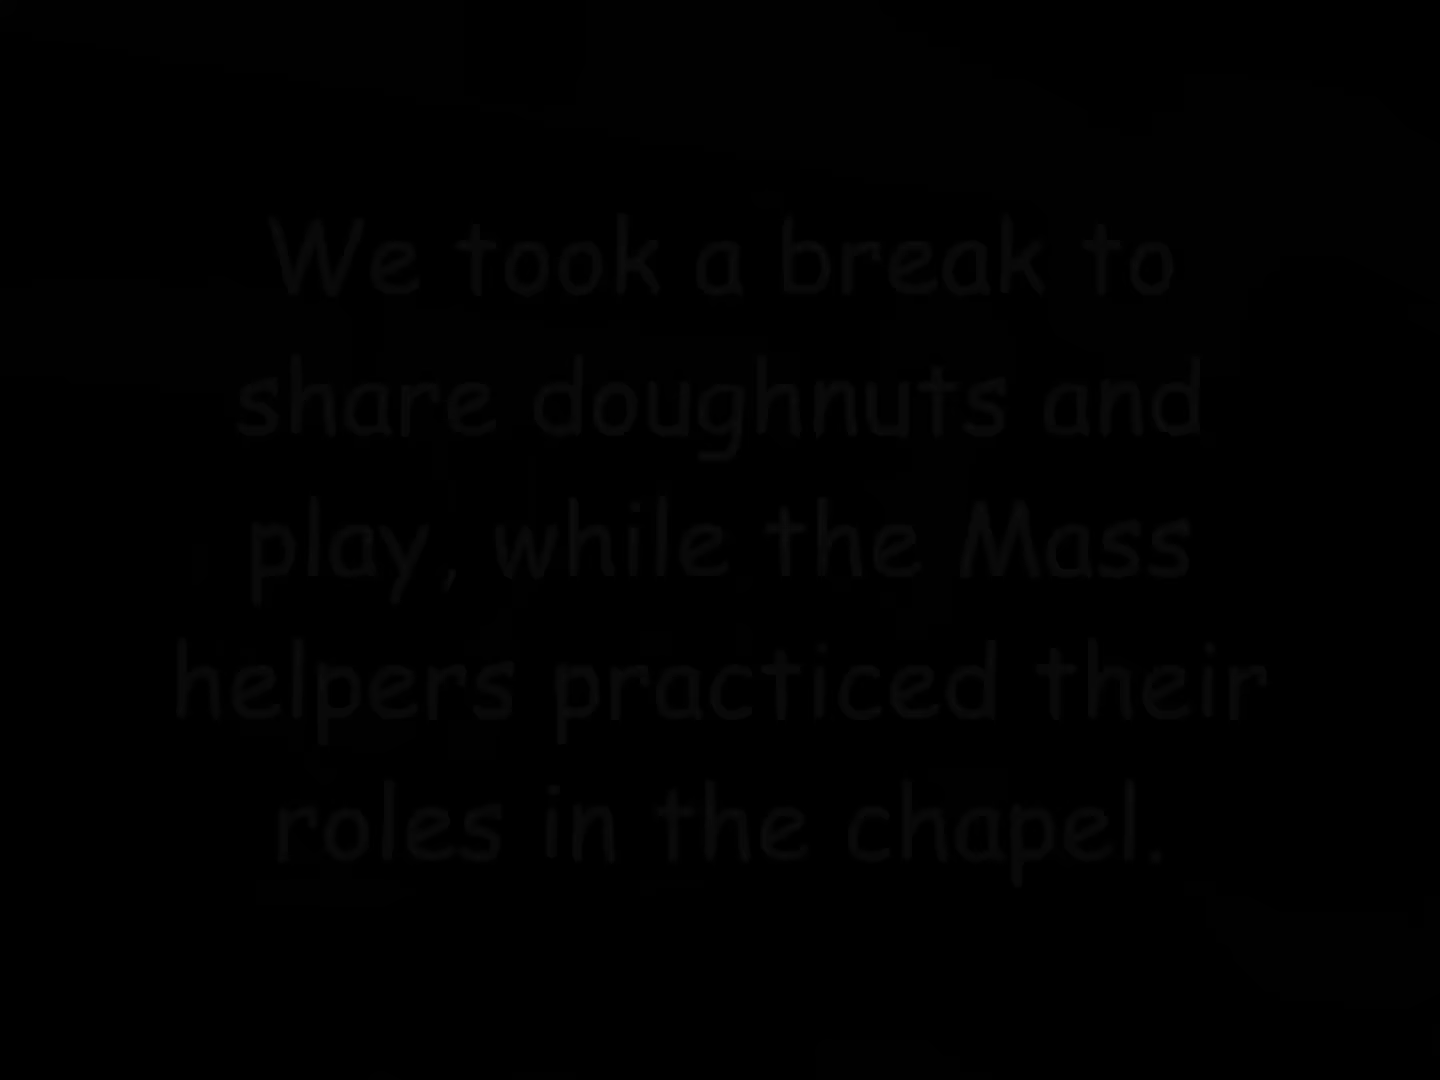 We took a break to
share doughnuts and
play, while the Mass
helpers practiced their
roles in the chapel.